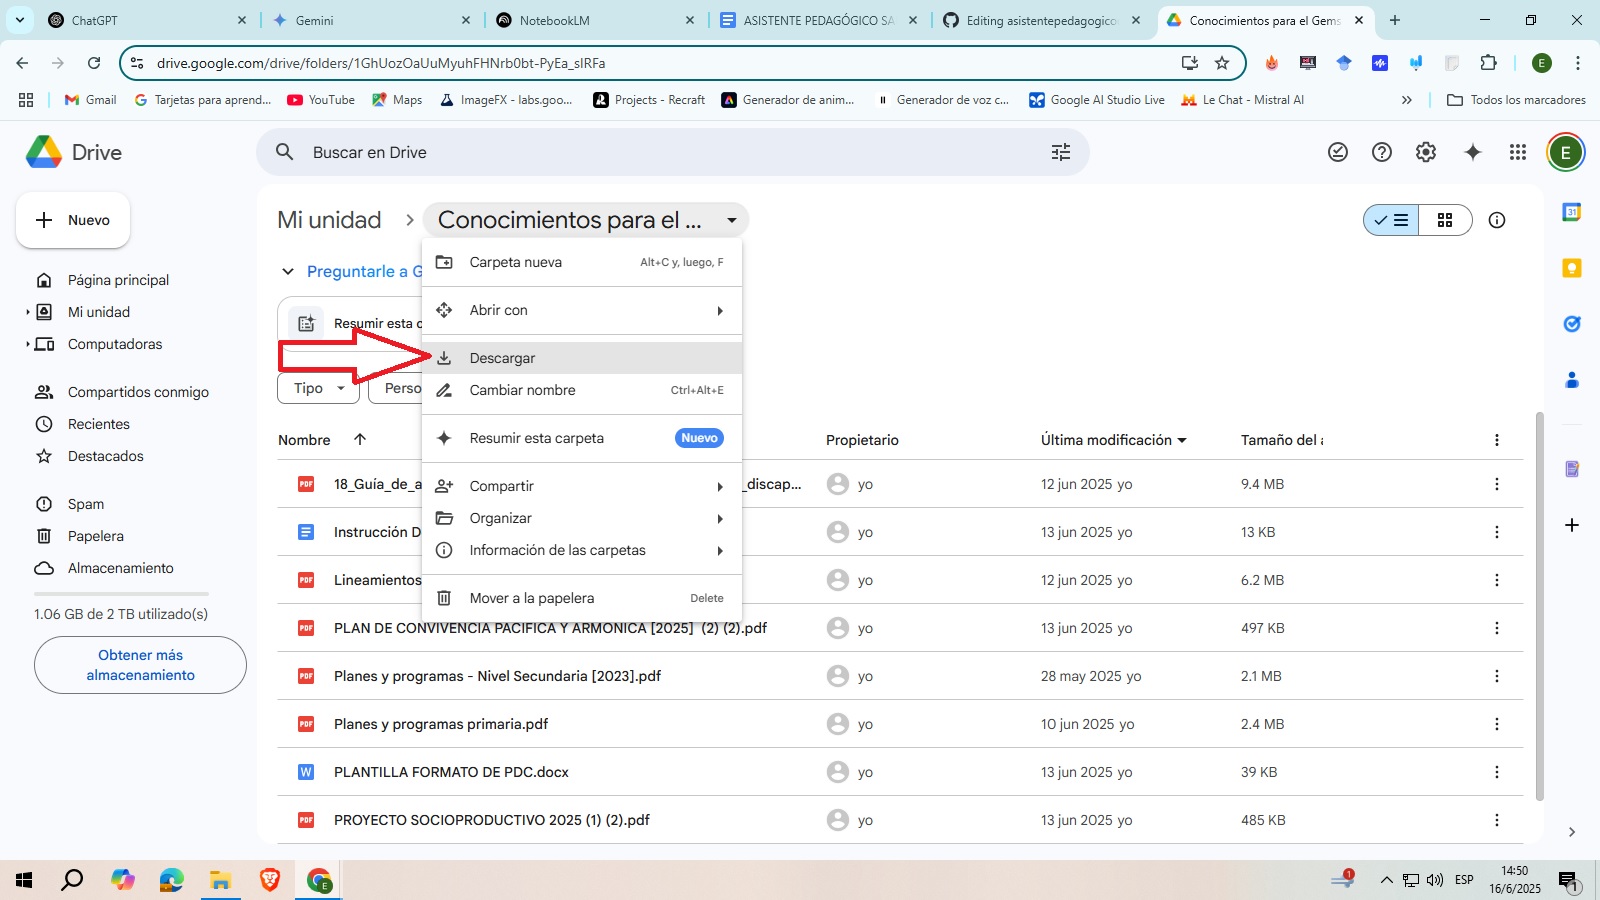 ChatGPT
Gemini
NotebookLM
ASISTENTE PEDAGÓGICO SA
Editing asistentepedagogico
Conocimientos para el Gems
drive.google.com/drive/folders/1GhUozOaUuMyuhFHNrb0bt-PyEa_sIRFa
E
Gmail
Tarjetas para aprend...
YouTube
Maps
ImageFX - labs.goo...
Projects - Recraft
Generador de anim...
Generador de voz c...
Google AI Studio Live
Le Chat - Mistral AI
Todos los marcadores
Drive
Buscar en Drive
E
Nuevo
Mi unidad
Conocimientos para el ...
Página principal
Mi unidad
Computadoras
Compartidos conmigo
Recientes
Destacados
Spam
Papelera
Almacenamiento
1.06 GB de 2 TB utilizado(s)
Obtener más
almacenamiento
Preguntarle a G
Resumir esta c
Tipo
Perso
Carpeta nueva Alt+C y, luego, F
Abrir con
Descargar
Cambiar nombre Ctrl+Alt+E
Resumir esta carpeta Nuevo
Compartir
Organizar
Información de las carpetas
Mover a la papelera Delete
Nombre Propietario Última modificación Tamaño del a
18_Guía_de_a _discap... yo 12 jun 2025 yo 9.4 MB
Instrucción D yo 13 jun 2025 yo 13 KB
Lineamientos yo 12 jun 2025 yo 6.2 MB
PLAN DE CONVIVENCIA PACIFICA Y ARMONICA [2025] (2) (2).pdf yo 13 jun 2025 yo 497 KB
Planes y programas - Nivel Secundaria [2023].pdf yo 28 may 2025 yo 2.1 MB
Planes y programas primaria.pdf yo 10 jun 2025 yo 2.4 MB
PLANTILLA FORMATO DE PDC.docx yo 13 jun 2025 yo 39 KB
PROYECTO SOCIOPRODUCTIVO 2025 (1) (2).pdf yo 13 jun 2025 yo 485 KB
31
1
ESP
14:50
16/6/2025
1